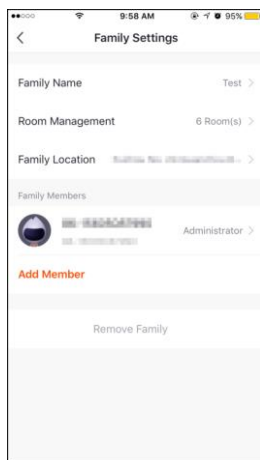 9:58 AM
95%
Family Settings
Family Name Test
Room Management 6 Room(s)
Family Location
Family Members
Administrator
Add Member
Remove Family